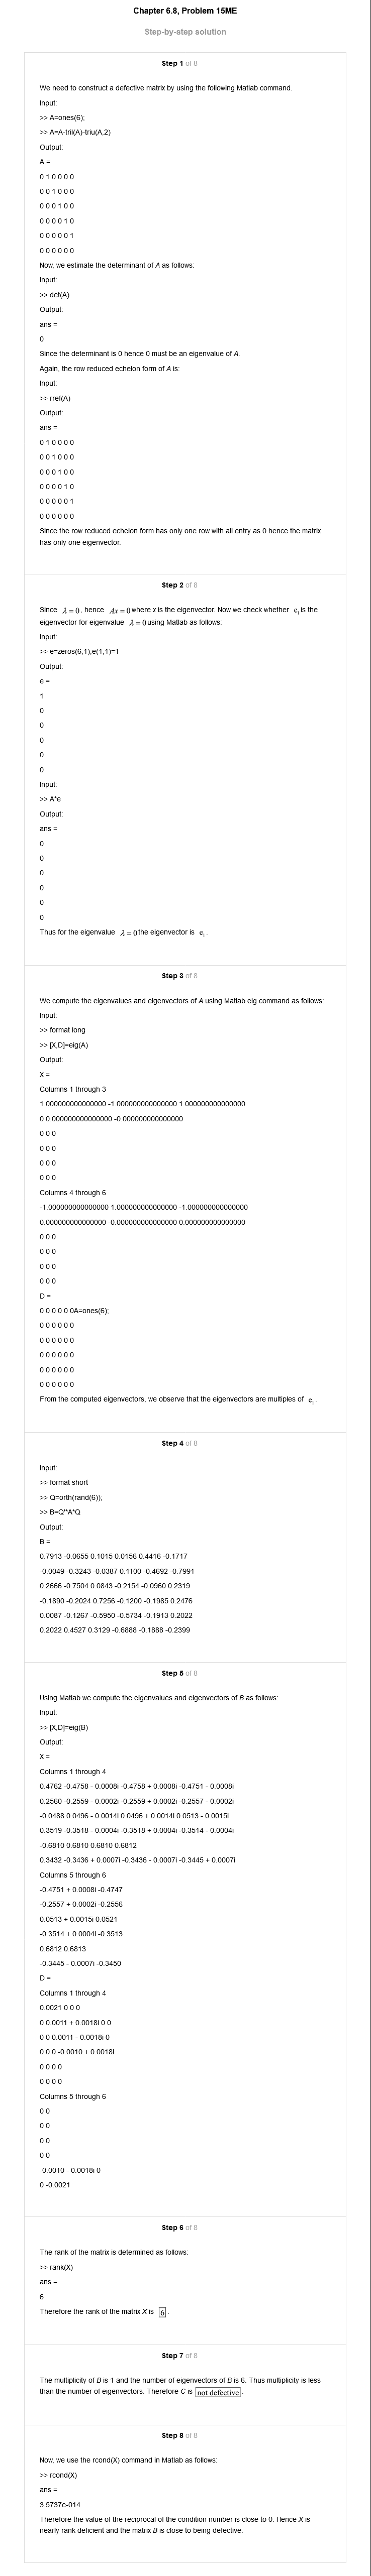 Chapter 6.8, Problem 15ME
Step-by-step solution
Step 1 of 8
We need to construct a defective matrix by using the following Matlab command.
Input:
>> A=ones(6);
>> A=A-tril(A)-triu(A,2)
Output:
A =
0 1 0 0 0 0
0 0 1 0 0 0
0 0 0 1 0 0
0 0 0 0 1 0
0 0 0 0 0 1
0 0 0 0 0 0
Now, we estimate the determinant of A as follows:
Input:
>> det(A)
Output:
ans =
0
Since the determinant is 0 hence 0 must be an eigenvalue of A.
Again, the row reduced echelon form of A is:
Input:
>> rref(A)
Output:
ans =
0 1 0 0 0 0
0 0 1 0 0 0
0 0 0 1 0 0
0 0 0 0 1 0
0 0 0 0 0 1
0 0 0 0 0 0
Since the row reduced echelon form has only one row with all entry as 0 hence the matrix
has only one eigenvector.
Step 2 of 8
Since λ = 0, hence Ax = 0 where x is the eigenvector. Now we check whether e₁ is the
eigenvector for eigenvalue λ = 0 using Matlab as follows:
Input:
>> e=zeros(6,1);e(1,1)=1
Output:
e =
1
0
0
0
0
0
Input:
>> A*e
Output:
ans =
0
0
0
0
0
0
Thus for the eigenvalue λ = 0 the eigenvector is e₁.
Step 3 of 8
We compute the eigenvalues and eigenvectors of A using Matlab eig command as follows:
Input:
>> format long
>> [X,D]=eig(A)
Output:
X =
Columns 1 through 3
1.000000000000000 -1.000000000000000 1.000000000000000
0 0.000000000000000 -0.000000000000000
0 0 0
0 0 0
0 0 0
0 0 0
Columns 4 through 6
-1.000000000000000 1.000000000000000 -1.000000000000000
0.000000000000000 -0.000000000000000 0.000000000000000
0 0 0
0 0 0
0 0 0
0 0 0
D =
0 0 0 0 0 0A=ones(6);
0 0 0 0 0 0
0 0 0 0 0 0
0 0 0 0 0 0
0 0 0 0 0 0
0 0 0 0 0 0
From the computed eigenvectors, we observe that the eigenvectors are multiples of e₁.
Step 4 of 8
Input:
>> format short
>> Q=orth(rand(6));
>> B=Q'*A*Q
Output:
B =
0.7913 -0.0655 0.1015 0.0156 0.4416 -0.1717
-0.0049 -0.3243 -0.0387 0.1100 -0.4692 -0.7991
0.2666 -0.7504 0.0843 -0.2154 -0.0960 0.2319
-0.1890 -0.2024 0.7256 -0.1200 -0.1985 0.2476
0.0087 -0.1267 -0.5950 -0.5734 -0.1913 0.2022
0.2022 0.4527 0.3129 -0.6888 -0.1888 -0.2399
Step 5 of 8
Using Matlab we compute the eigenvalues and eigenvectors of B as follows:
Input:
>> [X,D]=eig(B)
Output:
X =
Columns 1 through 4
0.4762 -0.4758 - 0.0008i -0.4758 + 0.0008i -0.4751 - 0.0008i
0.2560 -0.2559 - 0.0002i -0.2559 + 0.0002i -0.2557 - 0.0002i
-0.0488 0.0496 - 0.0014i 0.0496 + 0.0014i 0.0513 - 0.0015i
0.3519 -0.3518 - 0.0004i -0.3518 + 0.0004i -0.3514 - 0.0004i
-0.6810 0.6810 0.6810 0.6812
0.3432 -0.3436 + 0.0007i -0.3436 - 0.0007i -0.3445 + 0.0007i
Columns 5 through 6
-0.4751 + 0.0008i -0.4747
-0.2557 + 0.0002i -0.2556
0.0513 + 0.0015i 0.0521
-0.3514 + 0.0004i -0.3513
0.6812 0.6813
-0.3445 - 0.0007i -0.3450
D =
Columns 1 through 4
0.0021 0 0 0
0 0.0011 + 0.0018i 0 0
0 0 0.0011 - 0.0018i 0
0 0 0 -0.0010 + 0.0018i
0 0 0 0
0 0 0 0
Columns 5 through 6
0 0
0 0
0 0
0 0
-0.0010 - 0.0018i 0
0 -0.0021
Step 6 of 8
The rank of the matrix is determined as follows:
>> rank(X)
ans =
6
Therefore the rank of the matrix X is 6.
Step 7 of 8
The multiplicity of B is 1 and the number of eigenvectors of B is 6. Thus multiplicity is less
than the number of eigenvectors. Therefore C is not defective.
Step 8 of 8
Now, we use the rcond(X) command in Matlab as follows:
>> rcond(X)
ans =
3.5737e-014
Therefore the value of the reciprocal of the condition number is close to 0. Hence X is
nearly rank deficient and the matrix B is close to being defective.